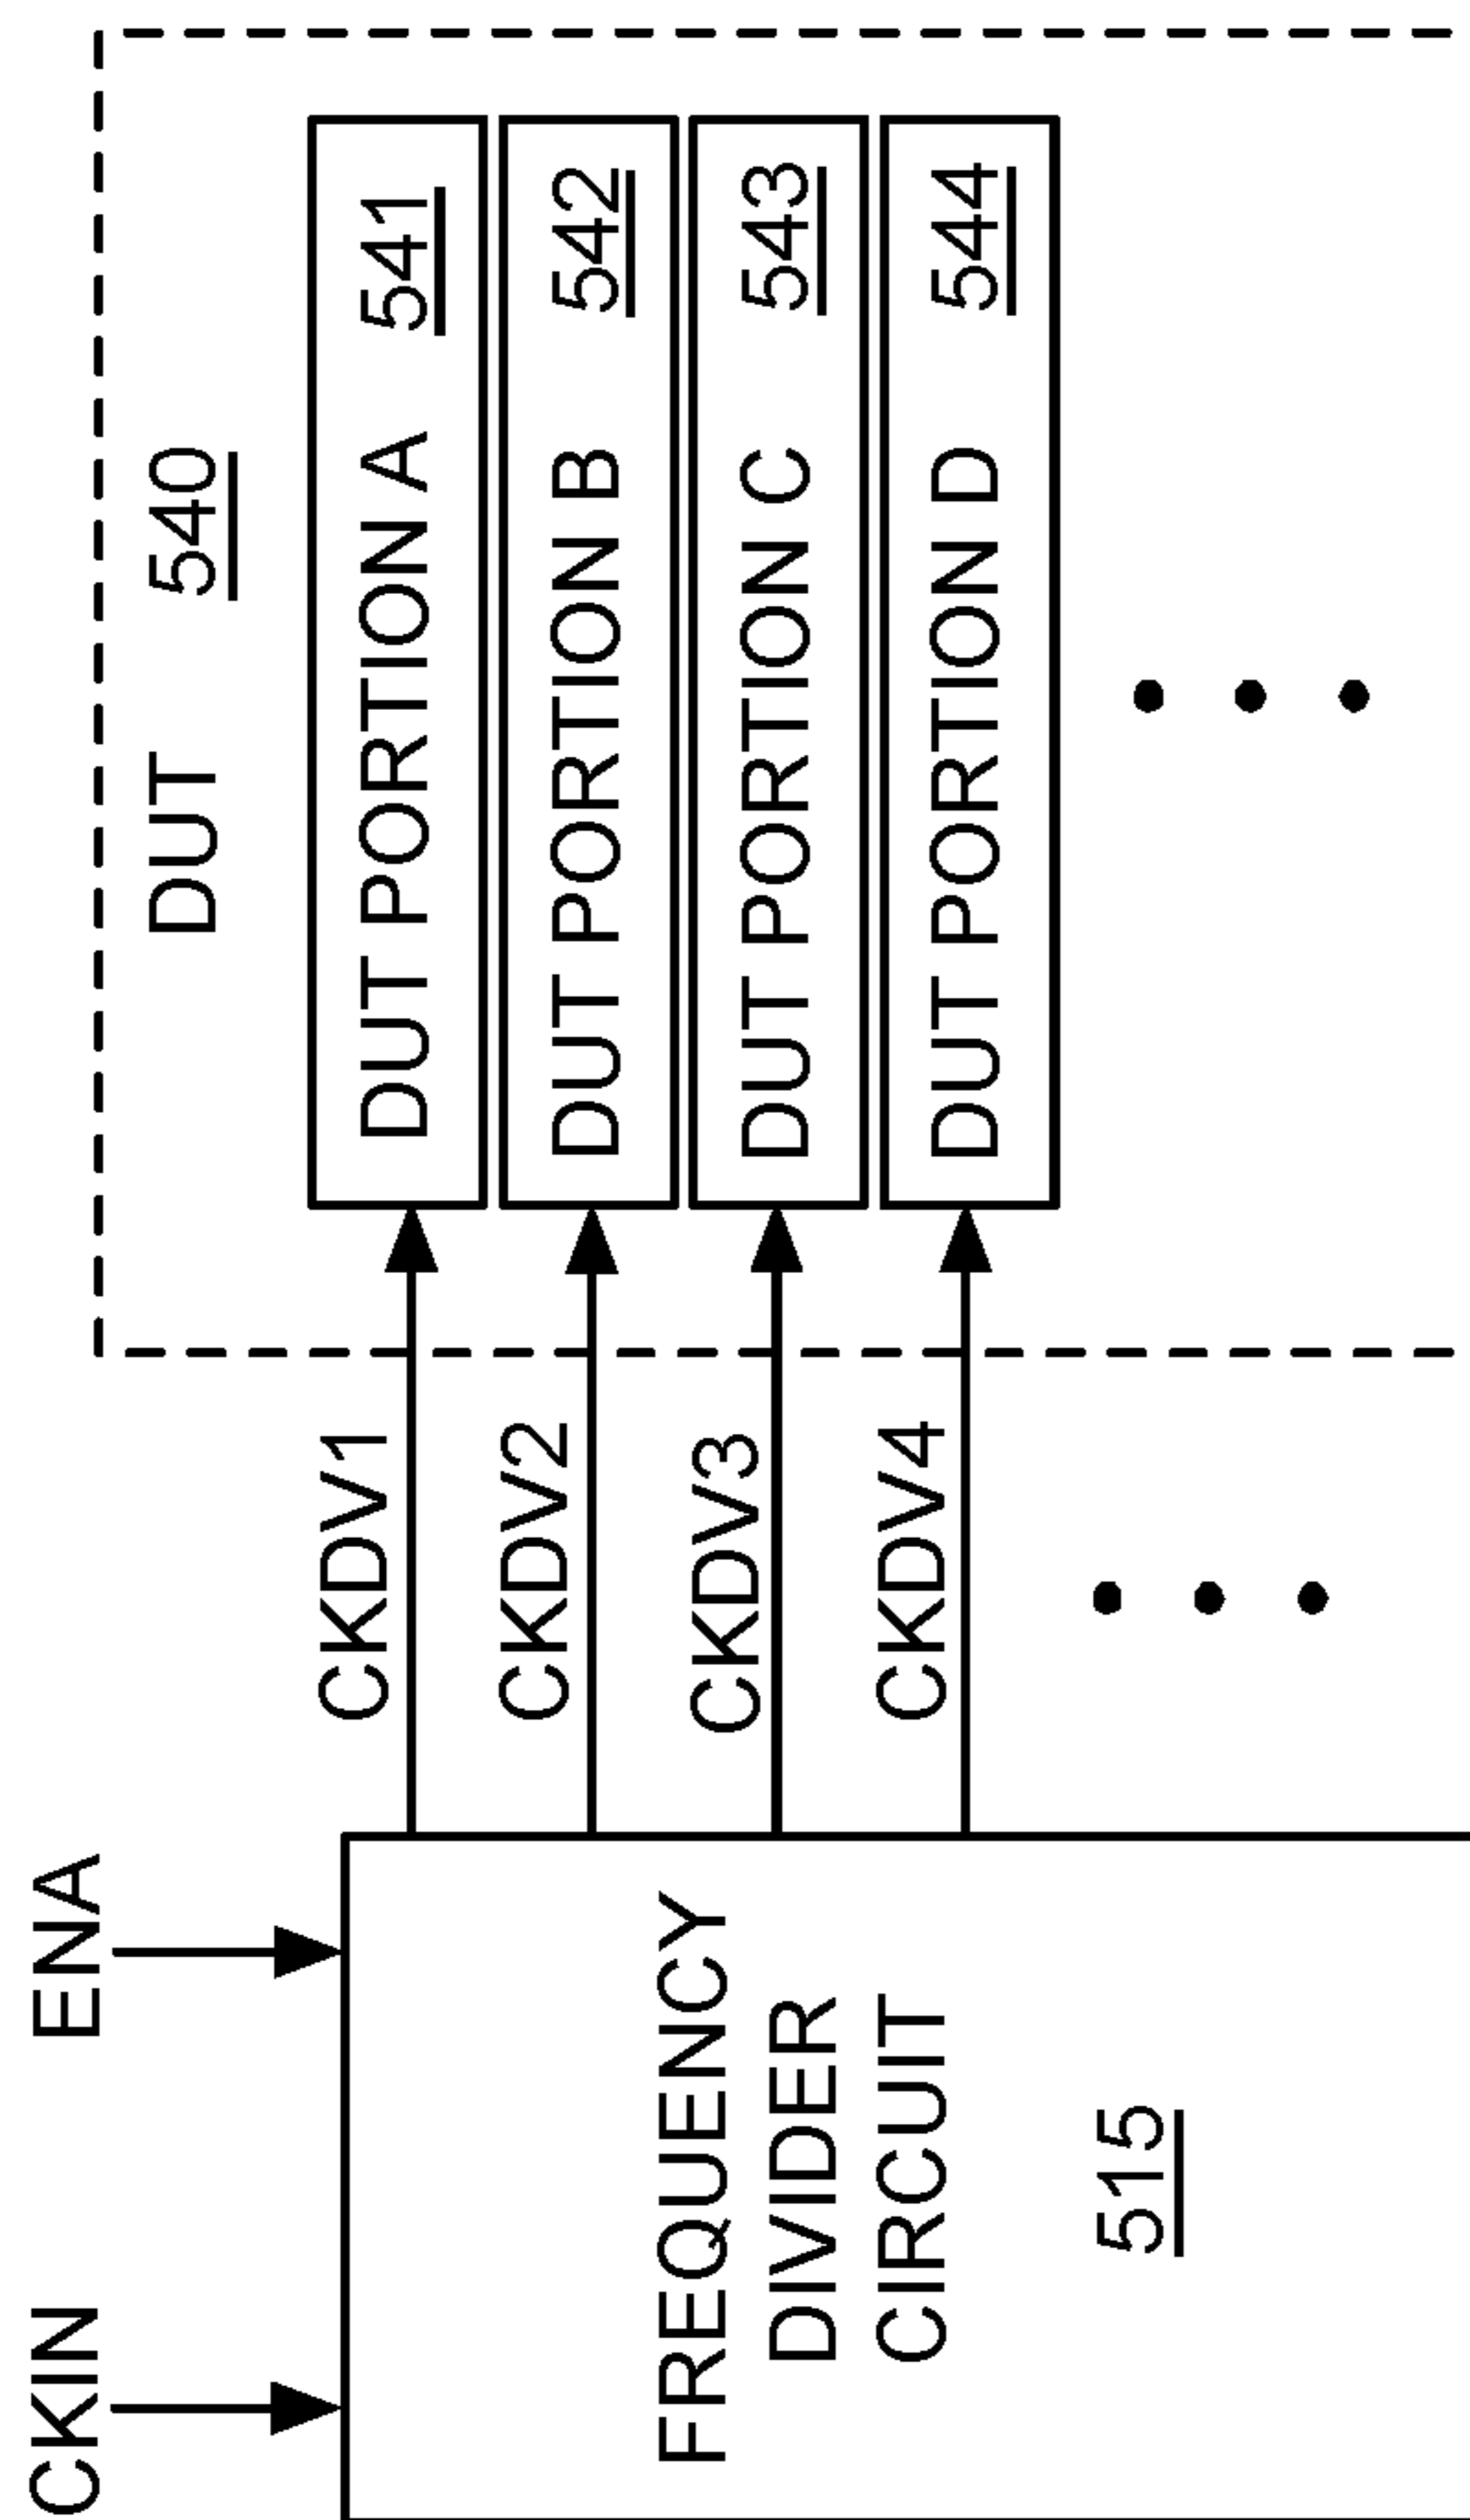 CKIN
ENA
FREQUENCY
DIVIDER
CIRCUIT
515
CKDV1
CKDV2
CKDV3
CKDV4
DUT 540
DUT PORTION A 541
DUT PORTION B 542
DUT PORTION C 543
DUT PORTION D 544